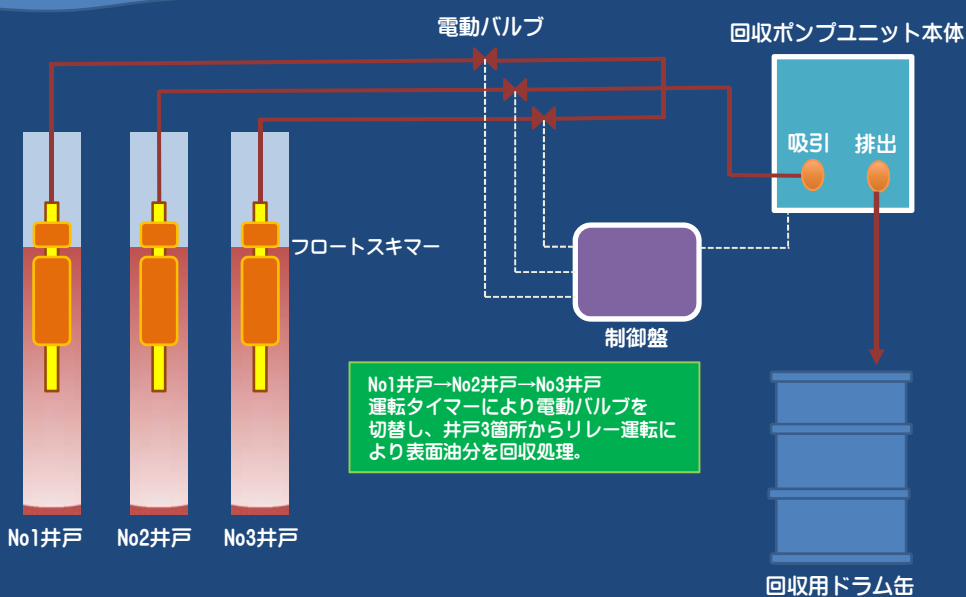 電動バルブ
回収ポンプユニット本体
吸引 排出
フロートスキマー
制御盤
No1井戸→No2井戸→No3井戸
運転タイマーにより電動バルブを
切替し、井戸3箇所からリレー運転に
より表面油分を回収処理。
No1井戸 No2井戸 No3井戸
回収用ドラム缶